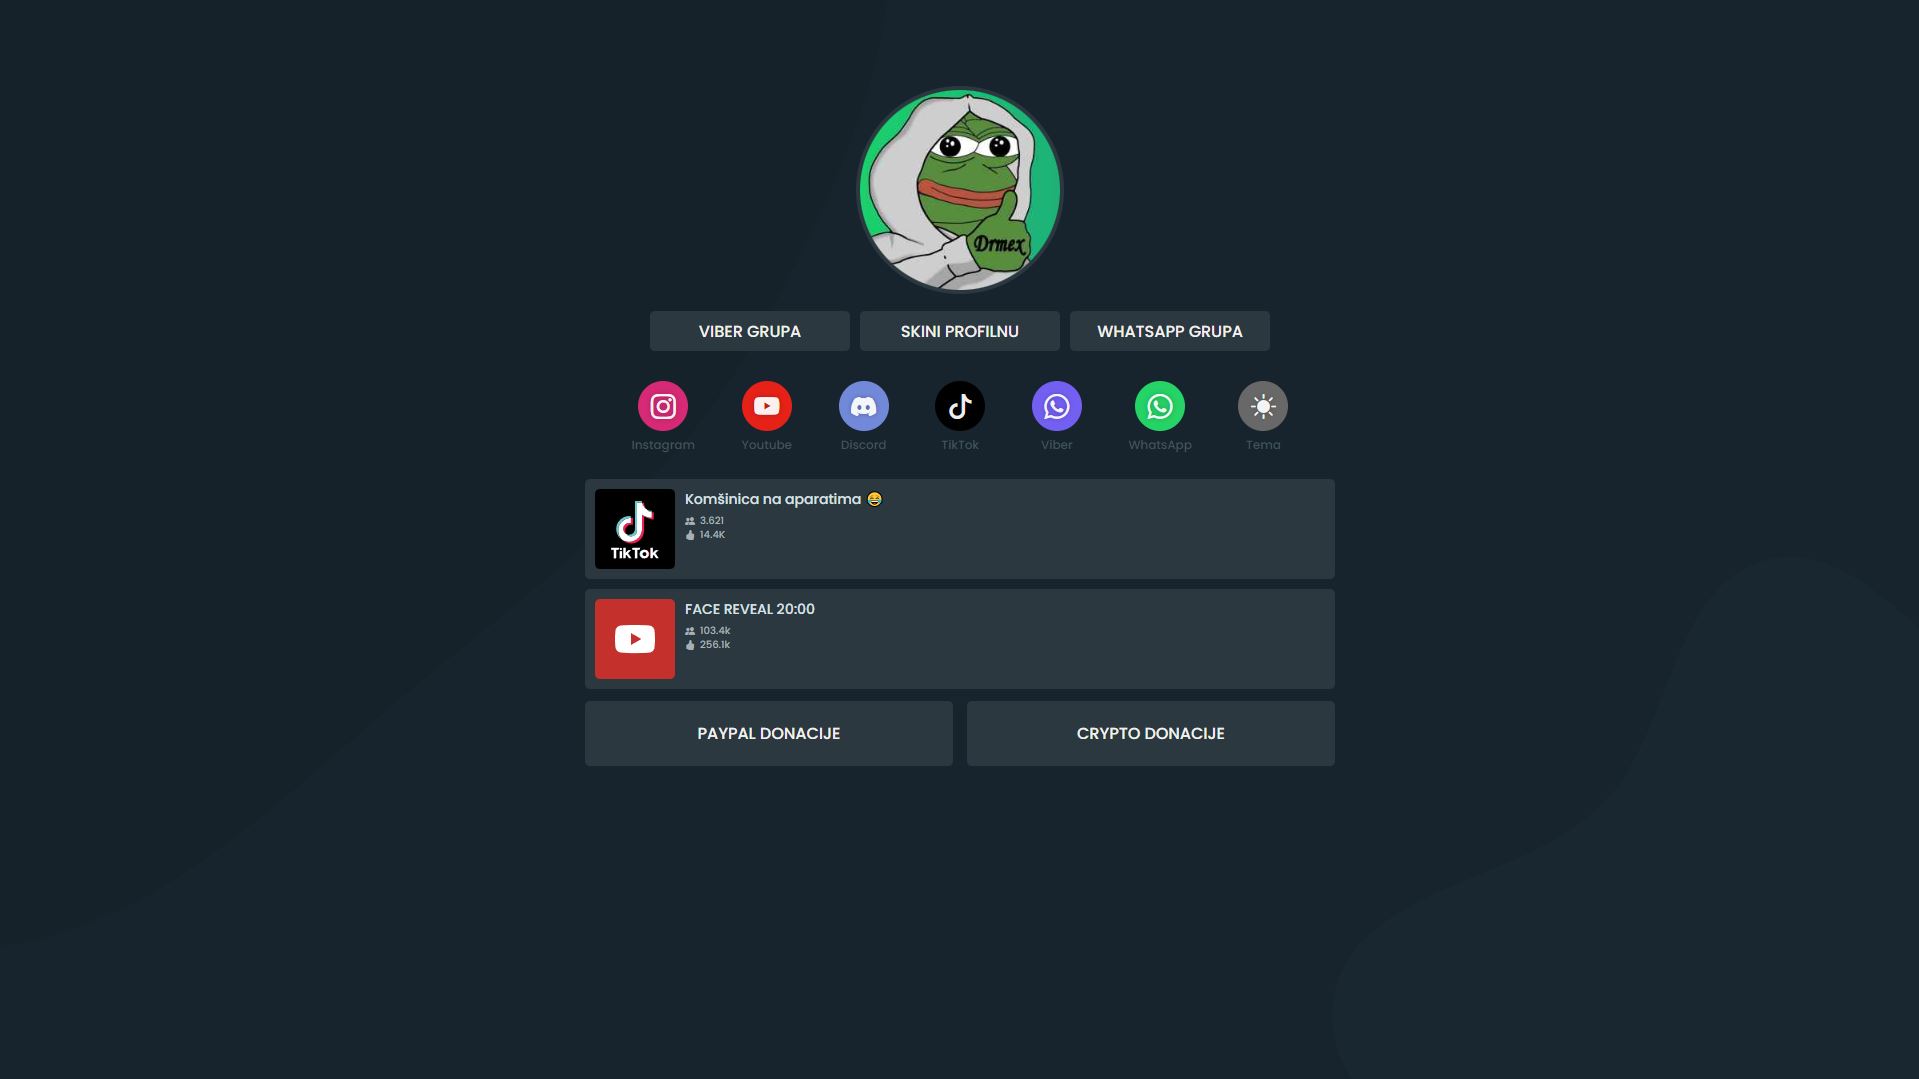 Drmex
VIBER GRUPA
SKINI PROFILNU
WHATSAPP GRUPA
Instagram
Youtube
Discord
TikTok
Viber
WhatsApp
Tema
TikTok
Komšinica na aparatima 😂
3.621
14.4K
FACE REVEAL 20:00
103.4k
256.1k
PAYPAL DONACIJE
CRYPTO DONACIJE